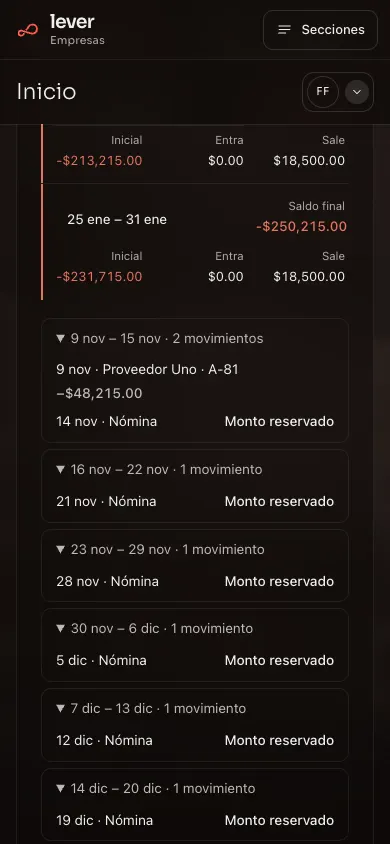 lever
Empresas
Secciones
Inicio
FF
Inicial Entra Sale
-$213,215.00 $0.00 $18,500.00
25 ene – 31 ene
Saldo final
-$250,215.00
Inicial Entra Sale
-$231,715.00 $0.00 $18,500.00
▼ 9 nov – 15 nov · 2 movimientos
9 nov · Proveedor Uno · A-81
−$48,215.00
14 nov · Nómina Monto reservado
▼ 16 nov – 22 nov · 1 movimiento
21 nov · Nómina Monto reservado
▼ 23 nov – 29 nov · 1 movimiento
28 nov · Nómina Monto reservado
▼ 30 nov – 6 dic · 1 movimiento
5 dic · Nómina Monto reservado
▼ 7 dic – 13 dic · 1 movimiento
12 dic · Nómina Monto reservado
▼ 14 dic – 20 dic · 1 movimiento
19 dic · Nómina Monto reservado